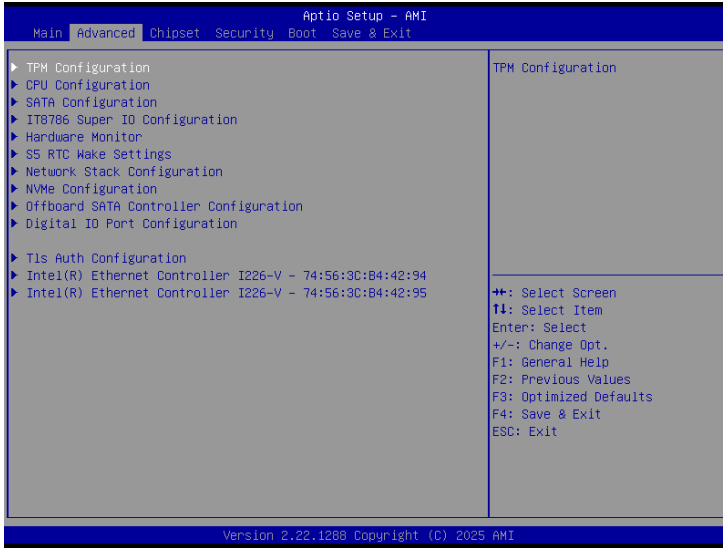 Aptio Setup – AMI
Main Advanced Chipset Security Boot Save & Exit
▶ TPM Configuration
▶ CPU Configuration
▶ SATA Configuration
▶ IT8786 Super IO Configuration
▶ Hardware Monitor
▶ S5 RTC Wake Settings
▶ Network Stack Configuration
▶ NVMe Configuration
▶ Offboard SATA Controller Configuration
▶ Digital IO Port Configuration
▶ Tls Auth Configuration
▶ Intel(R) Ethernet Controller I226-V – 74:56:3C:B4:42:94
▶ Intel(R) Ethernet Controller I226-V – 74:56:3C:B4:42:95
TPM Configuration
→←: Select Screen
↑↓: Select Item
Enter: Select
+/-: Change Opt.
F1: General Help
F2: Previous Values
F3: Optimized Defaults
F4: Save & Exit
ESC: Exit
Version 2.22.1288 Copyright (C) 2025 AMI